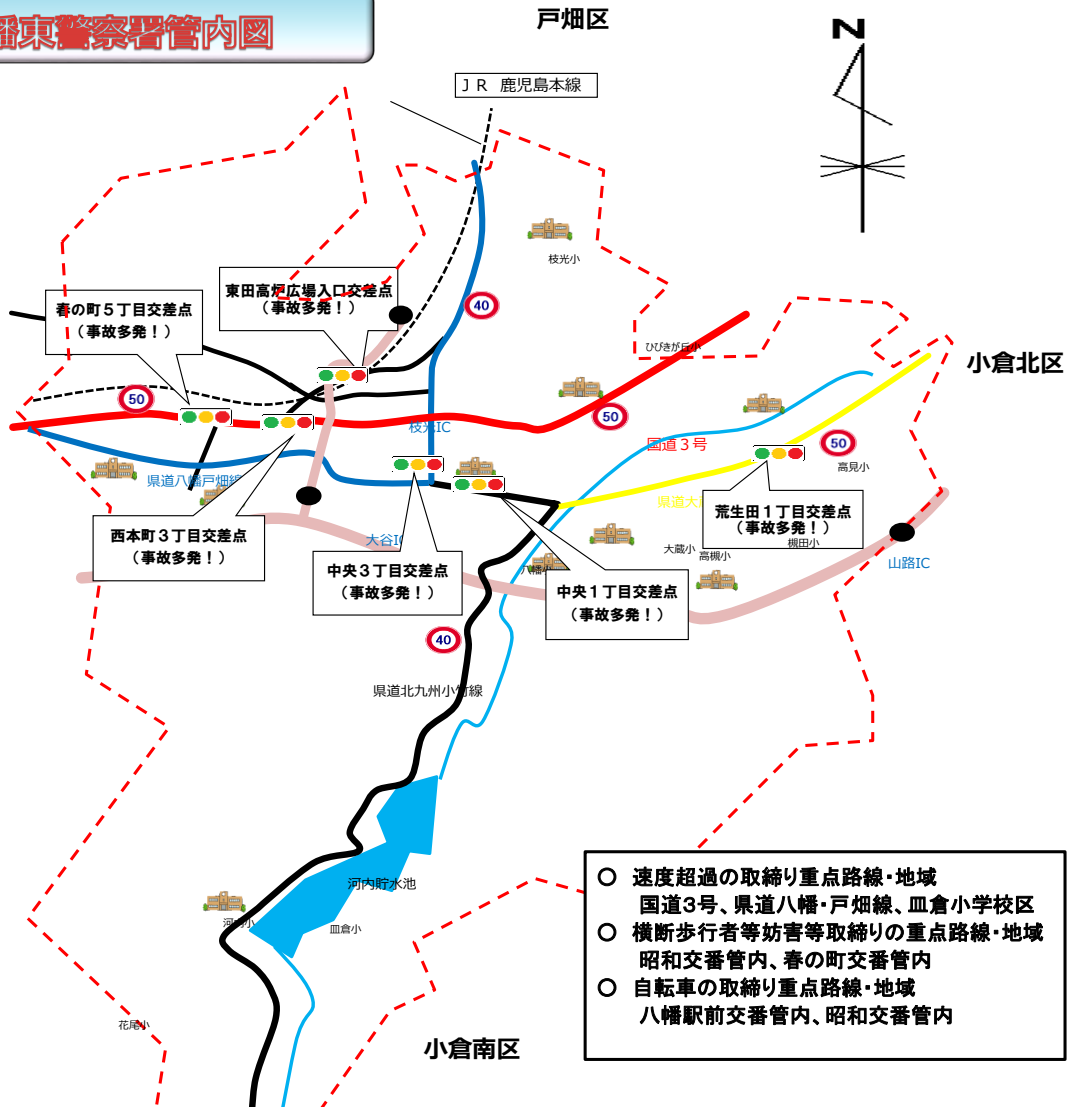 幡東警察署管内図
戸畑区
N
ＪＲ 鹿児島本線
枝光小
東田高炉広場入口交差点
（事故多発！）
春の町５丁目交差点
（事故多発！）
40
ひびきが丘小
小倉北区
50
50
枝光IC
国道３号
50
高見小
県道八幡戸畑線
県道大
荒生田１丁目交差点
（事故多発！）
槻田小
西本町３丁目交差点
（事故多発！）
大谷IC
大蔵小
高槻小
山路IC
中央３丁目交差点
（事故多発！）
八幡小
中央１丁目交差点
（事故多発！）
40
県道北九州小竹線
河内貯水池
河内小
皿倉小
花尾小
小倉南区
○ 速度超過の取締り重点路線・地域
国道3号、県道八幡・戸畑線、皿倉小学校区
○ 横断歩行者等妨害等取締りの重点路線・地域
昭和交番管内、春の町交番管内
○ 自転車の取締り重点路線・地域
八幡駅前交番管内、昭和交番管内